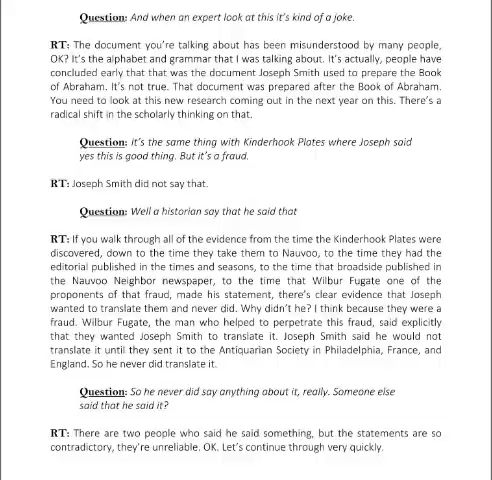 Question: And when an expert look at this it's kind of a joke.
RT: The document you're talking about has been misunderstood by many people,
OK? It's the alphabet and grammar that I was talking about. It's actually, people have
concluded early that that was the document Joseph Smith used to prepare the Book
of Abraham. It's not true. That document was prepared after the Book of Abraham.
You need to look at this new research coming out in the next year on this. There's a
radical shift in the scholarly thinking on that.
Question: It's the same thing with Kinderhook Plates where Joseph said
yes this is good thing. But it's a fraud.
RT: Joseph Smith did not say that.
Question: Well a historian say that he said that
RT: If you walk through all of the evidence from the time the Kinderhook Plates were
discovered, down to the time they take them to Nauvoo, to the time they had the
editorial published in the times and seasons, to the time that broadside published in
the Nauvoo Neighbor newspaper, to the time that Wilbur Fugate one of the
proponents of that fraud, made his statement, there's clear evidence that Joseph
wanted to translate them and never did. Why didn't he? I think because they were a
fraud. Wilbur Fugate, the man who helped to perpetrate this fraud, said explicitly
that they wanted Joseph Smith to translate it. Joseph Smith said he would not
translate it until they sent it to the Antiquarian Society in Philadelphia, France, and
England. So he never did translate it.
Question: So he never did say anything about it, really. Someone else
said that he said it?
RT: There are two people who said he said something, but the statements are so
contradictory, they're unreliable. OK. Let's continue through very quickly.